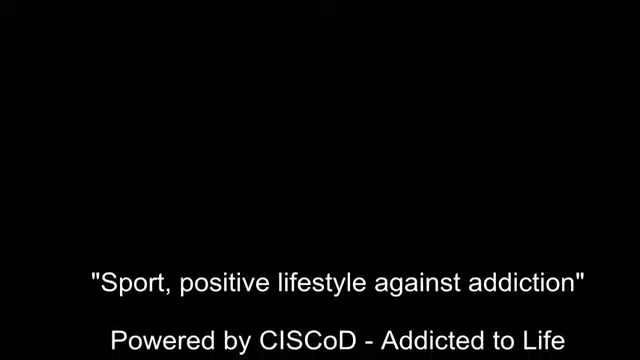 "Sport, positive lifestyle against addiction"
Powered by CISCoD - Addicted to Life